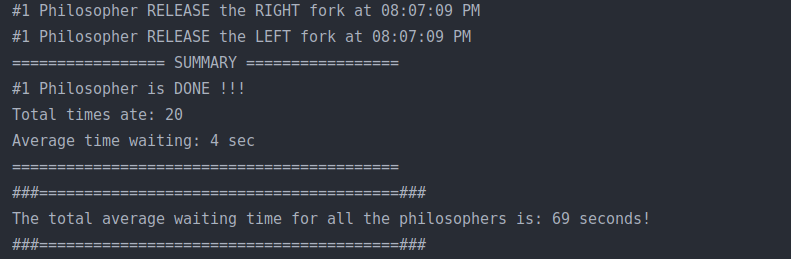 #1 Philosopher RELEASE the RIGHT fork at 08:07:09 PM
#1 Philosopher RELEASE the LEFT fork at 08:07:09 PM
================= SUMMARY =================
#1 Philosopher is DONE !!!
Total times ate: 20
Average time waiting: 4 sec
===========================================
###========================================###
The total average waiting time for all the philosophers is: 69 seconds!
###========================================###